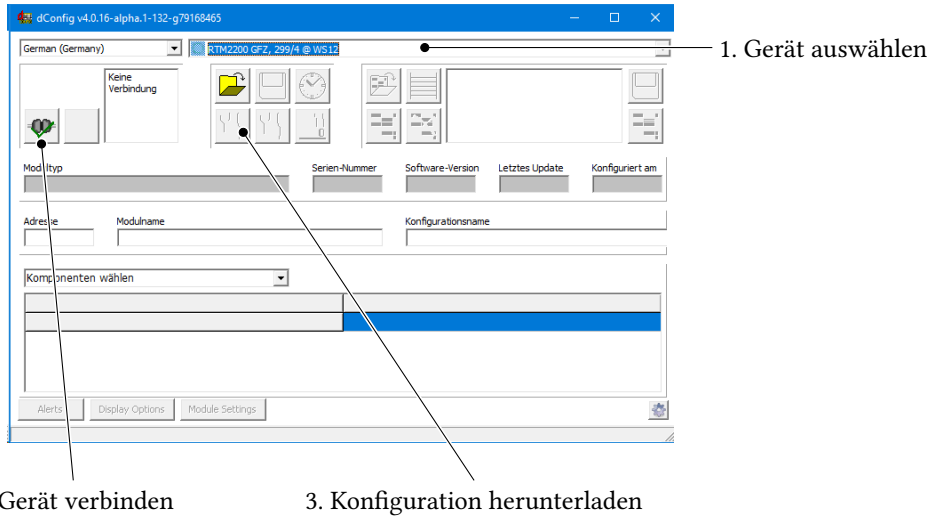 dConfig v4.0.16-alpha.1-132-g79168465
German (Germany)
RTM2200 GFZ, 299/4 @ WS12
1. Gerät auswählen
Keine
Verbindung
Modultyp
Serien-Nummer
Software-Version
Letztes Update
Konfiguriert am
Adresse
Modulname
Konfigurationsname
Komponenten wählen
Alerts
Display Options
Module Settings
Gerät verbinden
3. Konfiguration herunterladen